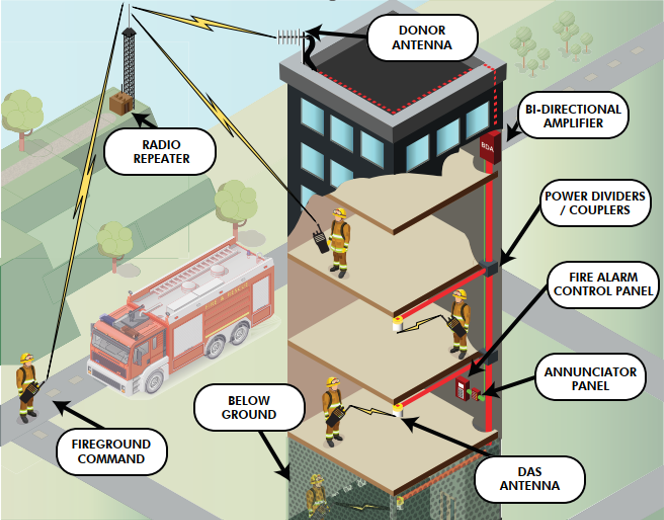 DONOR
ANTENNA
BI-DIRECTIONAL
AMPLIFIER
RADIO
REPEATER
BDA
POWER DIVIDERS
/ COUPLERS
FIRE ALARM
CONTROL PANEL
ANNUNCIATOR
PANEL
BELOW
GROUND
FIREGROUND
COMMAND
DAS
ANTENNA